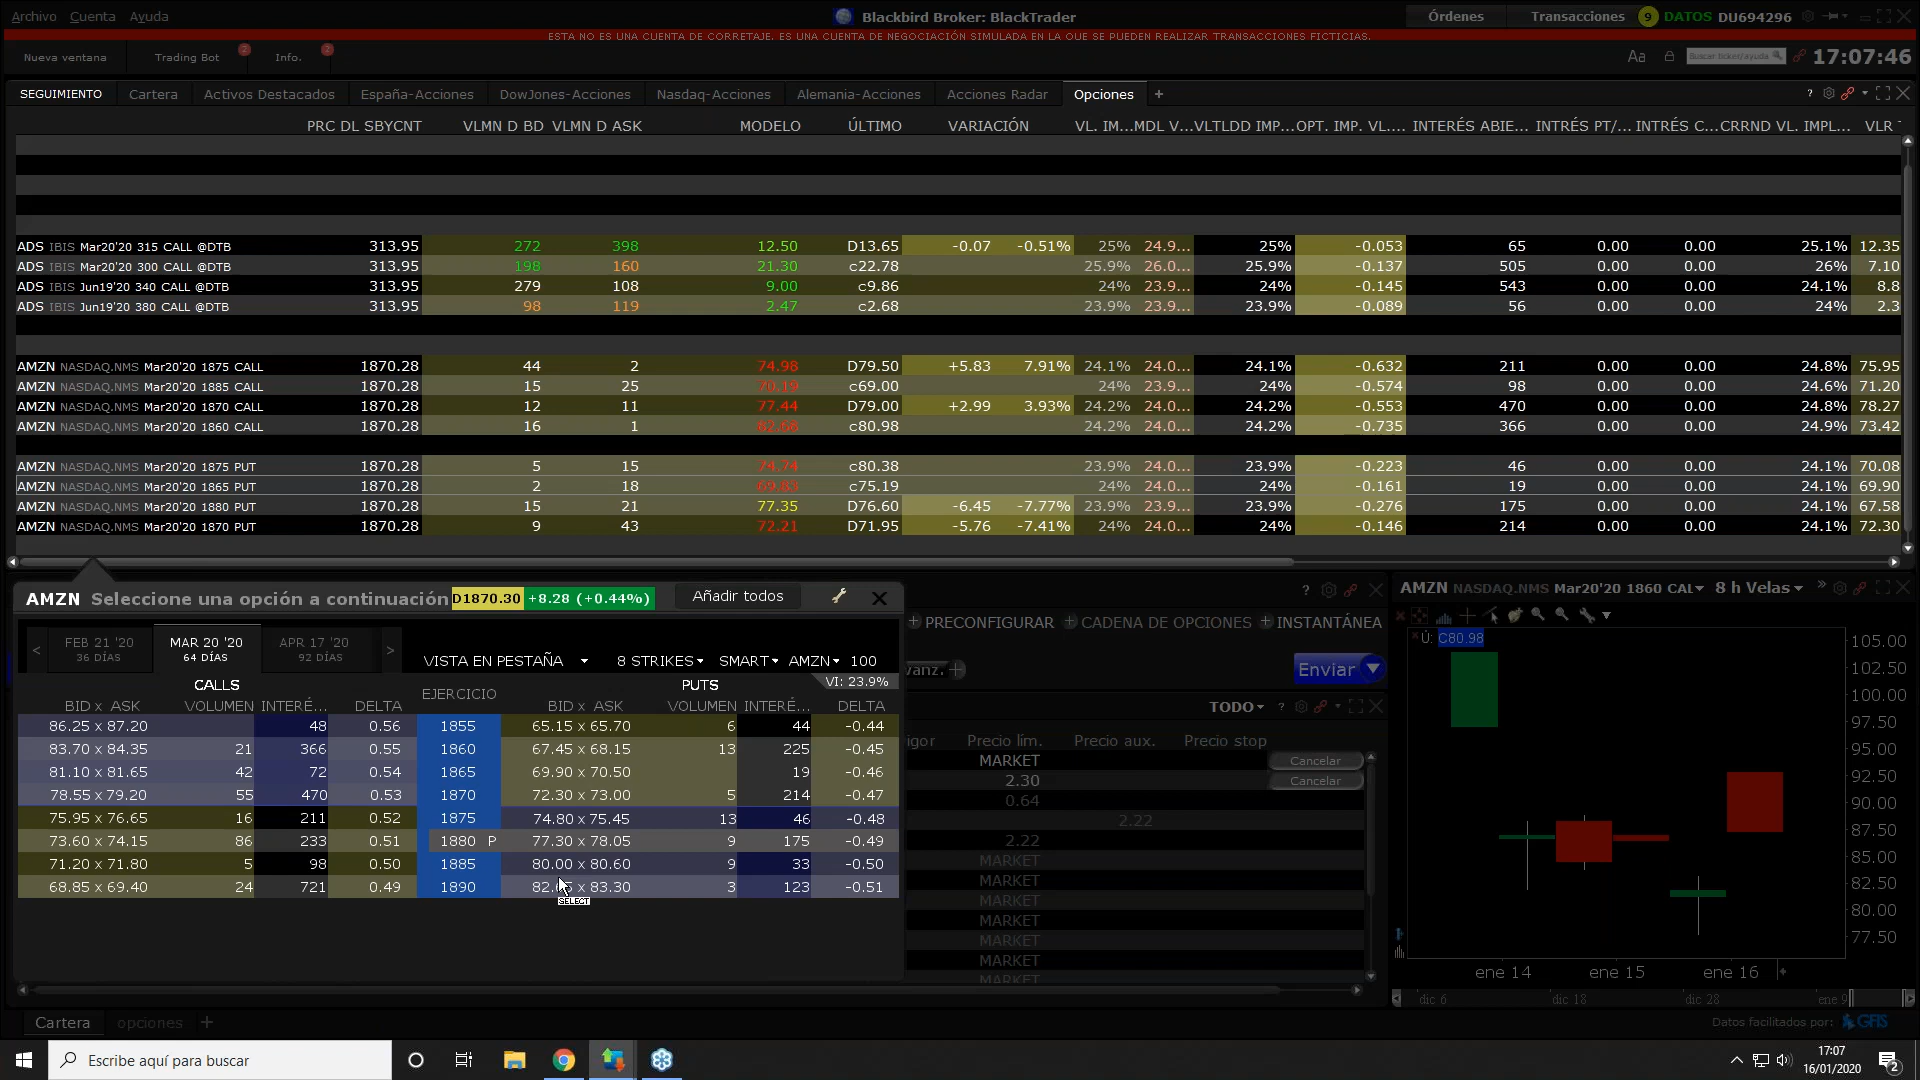 Archivo Cuenta Ayuda
Blackbird Broker: BlackTrader
Órdenes Transacciones 9 DATOS DU694296
ESTA NO ES UNA CUENTA DE CORRETAJE. ES UNA CUENTA DE NEGOCIACIÓN SIMULADA EN LA QUE SE PUEDEN REALIZAR TRANSACCIONES FICTICIAS.
Nueva ventana Trading Bot 2 Info. 2
Aa 17:07:46
SEGUIMIENTO Cartera Activos Destacados España-Acciones DowJones-Acciones Nasdaq-Acciones Alemania-Acciones Acciones Radar Opciones +
PRC DL SBYCNT VLMN D BD VLMN D ASK MODELO ÚLTIMO VARIACIÓN VL. IM... MDL V... VLTLDD IMP... OPT. IMP. VL.... INTERÉS ABIE... INTRÉS PT/... INTRÉS C... CRRND VL. IMPL... VLR
ADS IBIS Mar20'20 315 CALL @DTB 313.95 272 398 12.50 D13.65 -0.07 -0.51% 25% 24.9... 25% -0.053 65 0.00 0.00 25.1% 12.35
ADS IBIS Mar20'20 300 CALL @DTB 313.95 198 160 21.30 c22.78 25.9% 26.0... 25.9% -0.137 505 0.00 0.00 26% 7.10
ADS IBIS Jun19'20 340 CALL @DTB 313.95 279 108 9.00 c9.86 24% 23.9... 24% -0.145 543 0.00 0.00 24.1% 8.8
ADS IBIS Jun19'20 380 CALL @DTB 313.95 98 119 2.47 c2.68 23.9% 23.9... 23.9% -0.089 56 0.00 0.00 24% 2.3
AMZN NASDAQ.NMS Mar20'20 1875 CALL 1870.28 44 2 74.98 D79.50 +5.83 7.91% 24.1% 24.0... 24.1% -0.632 211 0.00 0.00 24.8% 75.95
AMZN NASDAQ.NMS Mar20'20 1885 CALL 1870.28 15 25 70.19 c69.00 24% 23.9... 24% -0.574 98 0.00 0.00 24.6% 71.20
AMZN NASDAQ.NMS Mar20'20 1870 CALL 1870.28 12 11 77.44 D79.00 +2.99 3.93% 24.2% 24.0... 24.2% -0.553 470 0.00 0.00 24.8% 78.27
AMZN NASDAQ.NMS Mar20'20 1860 CALL 1870.28 16 1 82.68 c80.98 24.2% 24.0... 24.2% -0.735 366 0.00 0.00 24.9% 73.42
AMZN NASDAQ.NMS Mar20'20 1875 PUT 1870.28 5 15 74.74 c80.38 23.9% 24.0... 23.9% -0.223 46 0.00 0.00 24.1% 70.08
AMZN NASDAQ.NMS Mar20'20 1865 PUT 1870.28 2 18 69.83 c75.19 24% 24.0... 24% -0.161 19 0.00 0.00 24.1% 69.90
AMZN NASDAQ.NMS Mar20'20 1880 PUT 1870.28 15 21 77.35 D76.60 -6.45 -7.77% 23.9% 23.9... 23.9% -0.276 175 0.00 0.00 24.1% 67.58
AMZN NASDAQ.NMS Mar20'20 1870 PUT 1870.28 9 43 72.21 D71.95 -5.76 -7.41% 24% 24.0... 24% -0.146 214 0.00 0.00 24.1% 72.30
AMZN Seleccione una opción a continuación D1870.30 +8.28 (+0.44%) Añadir todos
< FEB 21 '20 MAR 20 '20 APR 17 '20 >
36 DÍAS 64 DÍAS 92 DÍAS
VISTA EN PESTAÑA 8 STRIKES SMART AMZN 100
CALLS EJERCICIO PUTS VI: 23.9%
BID x ASK VOLUMEN INTERÉ... DELTA BID x ASK VOLUMEN INTERÉ... DELTA
86.25 x 87.20 48 0.56 1855 65.15 x 65.70 6 44 -0.44
83.70 x 84.35 21 366 0.55 1860 67.45 x 68.15 13 225 -0.45
81.10 x 81.65 42 72 0.54 1865 69.90 x 70.50 19 -0.46
78.55 x 79.20 55 470 0.53 1870 72.30 x 73.00 5 214 -0.47
75.95 x 76.65 16 211 0.52 1875 74.80 x 75.45 13 46 -0.48
73.60 x 74.15 86 233 0.51 1880 P 77.30 x 78.05 9 175 -0.49
71.20 x 71.80 5 98 0.50 1885 80.00 x 80.60 9 33 -0.50
68.85 x 69.40 24 721 0.49 1890 x 83.30 3 123 -0.51
SELECT
+ PRECONFIGURAR + CADENA DE OPCIONES + INSTANTÁNEA
Enviar
TODO
Precio lím. Precio aux. Precio stop
MARKET Cancelar
2.30 Cancelar
0.64
2.22
2.22
MARKET
MARKET
MARKET
MARKET
MARKET
MARKET
MARKET
AMZN NASDAQ.NMS Mar20'20 1860 CAL 8 h Velas
Ú: C80.98
105.00
102.50
100.00
97.50
95.00
92.50
90.00
87.50
85.00
82.50
80.00
77.50
ene 14 ene 15 ene 16
dic 6 dic 18 dic 28 ene 9
Cartera opciones +
Datos facilitados por: GFIS
Escribe aquí para buscar
17:07
16/01/2020
2